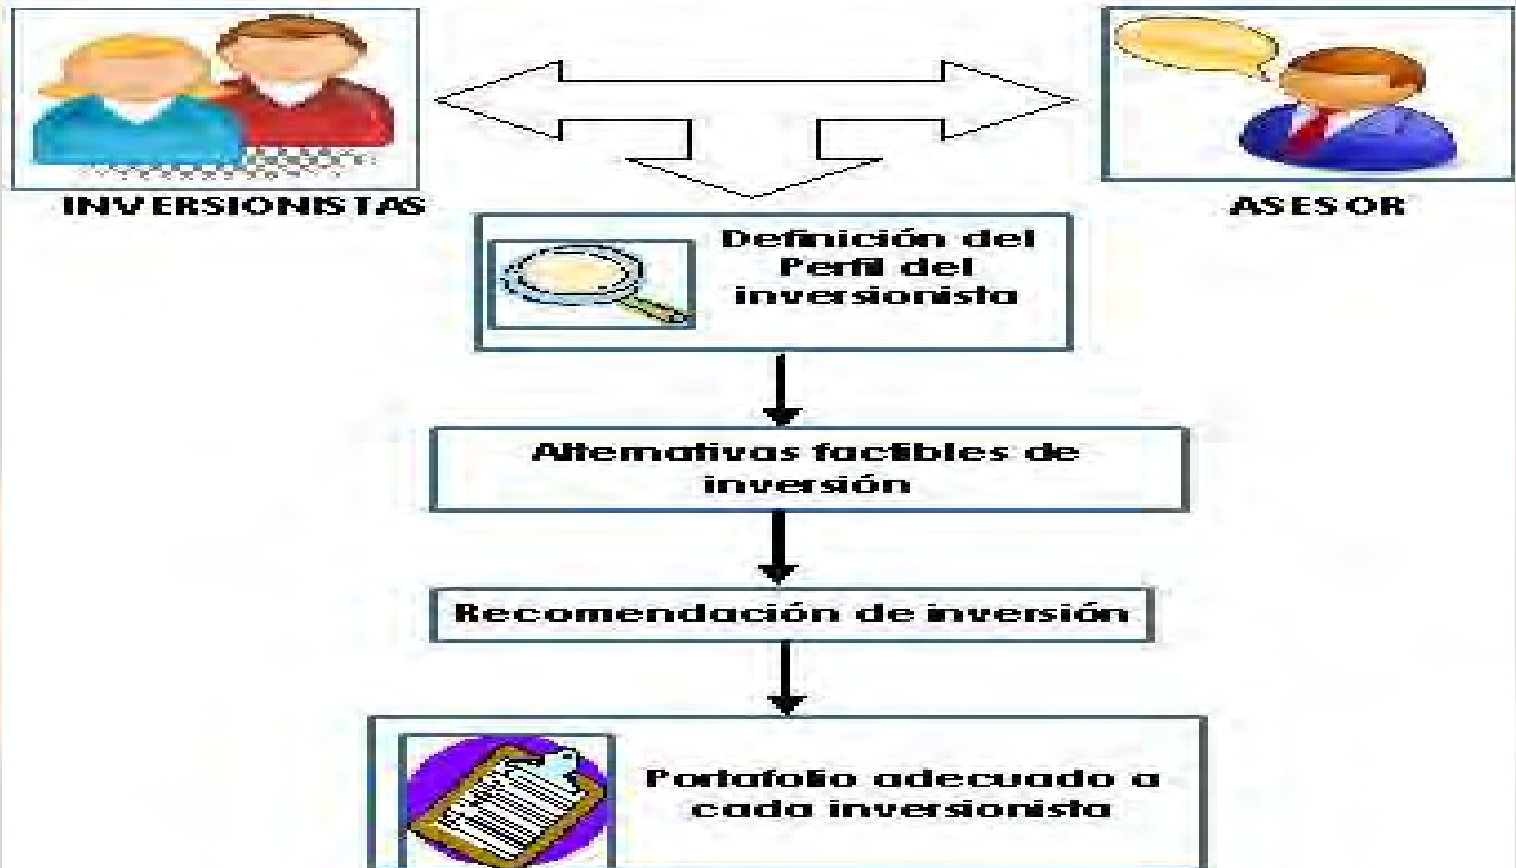 INVERSIONISTAS
ASESOR
Definición del
Perfil del
inversionista
Alternativas factibles de
inversión
Recomendación de inversión
Portafolio adecuado a
cada inversionista